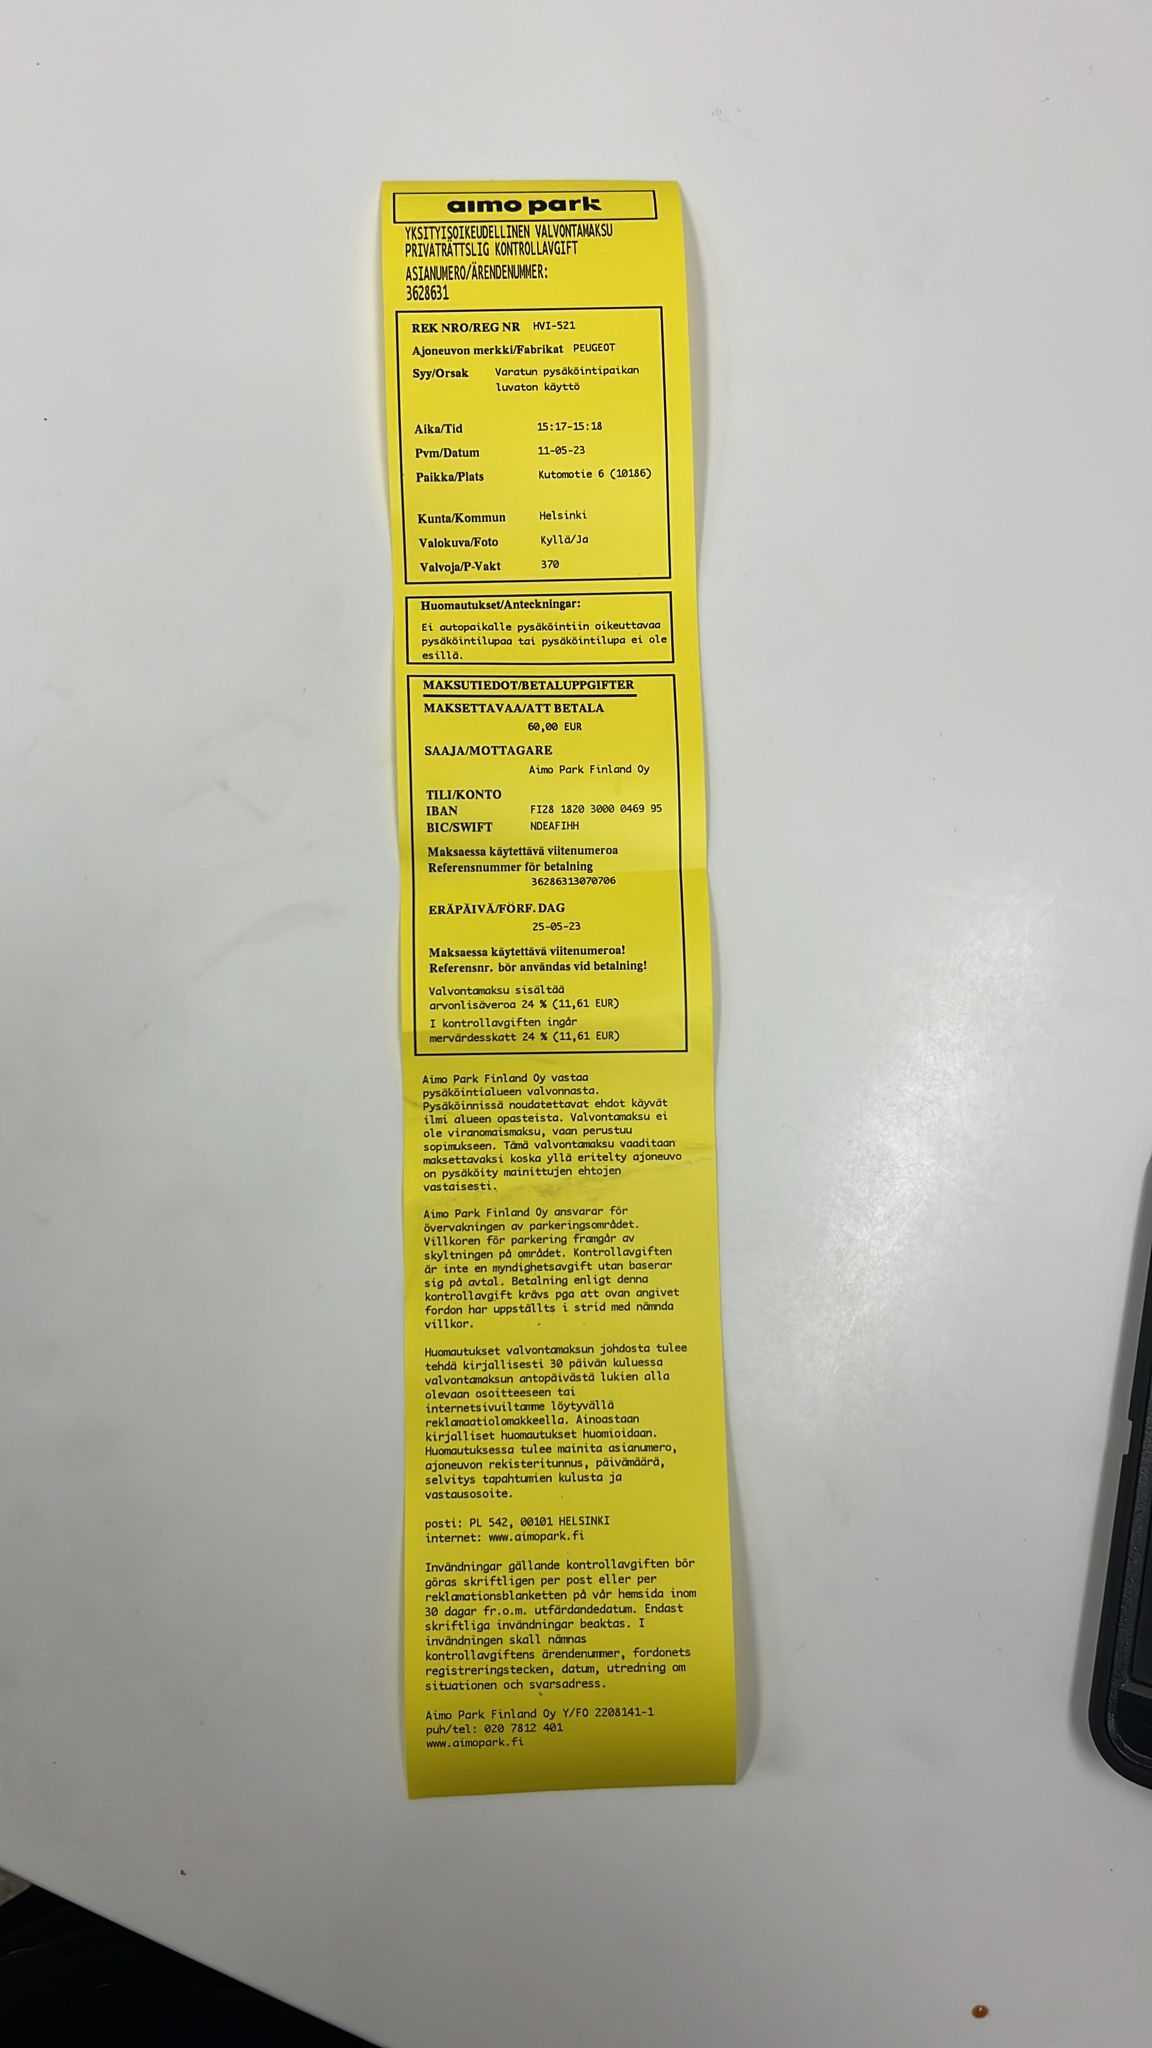 aimo park
YKSITYISOIKEUDELLINEN VALVONTAMAKSU
PRIVATRÄTTSLIG KONTROLLAVGIFT
ASIANUMERO/ÄRENDENUMMER:
3628631
REK NRO/REG NR HVI-521
Ajoneuvon merkki/Fabrikat PEUGEOT
Syy/Orsak Varatun pysäköintipaikan
luvaton käyttö
Aika/Tid 15:17-15:18
Pvm/Datum 11-05-23
Paikka/Plats Kutomotie 6 (10186)
Kunta/Kommun Helsinki
Valokuva/Foto Kyllä/Ja
Valvoja/P-Vakt 370
Huomautukset/Anteckningar:
Ei autopaikalle pysäköintiin oikeuttavaa
pysäköintilupaa tai pysäköintilupa ei ole
esillä.
MAKSUTIEDOT/BETALUPPGIFTER
MAKSETTAVAA/ATT BETALA
60,00 EUR
SAAJA/MOTTAGARE
Aimo Park Finland Oy
TILI/KONTO
IBAN FI28 1820 3000 0469 95
BIC/SWIFT NDEAFIHH
Maksaessa käytettävä viitenumeroa
Referensnummer för betalning
36286313070706
ERÄPÄIVÄ/FÖRF. DAG
25-05-23
Maksaessa käytettävä viitenumeroa!
Referensnr. bör användas vid betalning!
Valvontamaksu sisältää
arvonlisäveroa 24 % (11,61 EUR)
I kontrollavgiften ingår
mervärdesskatt 24 % (11,61 EUR)
Aimo Park Finland Oy vastaa
pysäköintialueen valvonnasta.
Pysäköinnissä noudatettavat ehdot käyvät
ilmi alueen opasteista. Valvontamaksu ei
ole viranomaismaksu, vaan perustuu
sopimukseen. Tämä valvontamaksu vaaditaan
maksettavaksi koska yllä eritelty ajoneuvo
on pysäköity mainittujen ehtojen
vastaisesti.
Aimo Park Finland Oy ansvarar för
övervakningen av parkeringsområdet.
Villkoren för parkering framgår av
skyltningen på området. Kontrollavgiften
är inte en myndighetsavgift utan baserar
sig på avtal. Betalning enligt denna
kontrollavgift krävs pga att ovan angivet
fordon har uppställts i strid med nämnda
villkor.
Huomautukset valvontamaksun johdosta tulee
tehdä kirjallisesti 30 päivän kuluessa
valvontamaksun antopäivästä lukien alla
olevaan osoitteeseen tai
internetsivuiltamme löytyvällä
reklamaatiolomakkeella. Ainoastaan
kirjalliset huomautukset huomioidaan.
Huomautuksessa tulee mainita asianumero,
ajoneuvon rekisteritunnus, päivämäärä,
selvitys tapahtumien kulusta ja
vastausosoite.
posti: PL 542, 00101 HELSINKI
internet: www.aimopark.fi
Invändningar gällande kontrollavgiften bör
göras skriftligen per post eller per
reklamationsblanketten på vår hemsida inom
30 dagar fr.o.m. utfärdandedatum. Endast
skriftliga invändningar beaktas. I
invändningen skall nämnas
kontrollavgiftens ärendenummer, fordonets
registreringstecken, datum, utredning om
situationen och svarsadress.
Aimo Park Finland Oy Y/FO 2208141-1
puh/tel: 020 7812 401
www.aimopark.fi